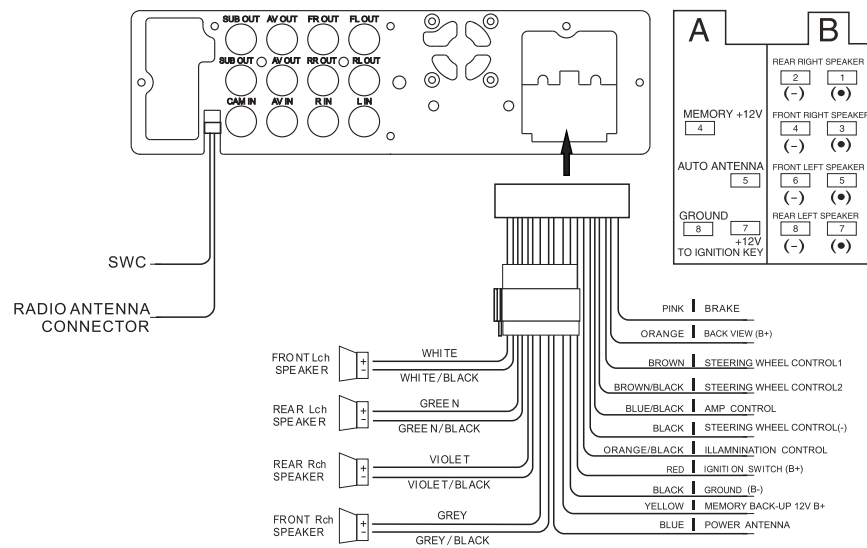 SUB OUT AV OUT FR OUT FL OUT
SUB OUT AV OUT RR OUT RL OUT
CAM IN AV IN R IN L IN
SWC
RADIO ANTENNA
CONNECTOR
A B
REAR RIGHT SPEAKER
2 1
(-) (•)
MEMORY +12V
4
FRONT RIGHT SPEAKER
4 3
(-) (•)
AUTO ANTENNA
5
FRONT LEFT SPEAKER
6 5
(-) (•)
GROUND
8 7
+12V
TO IGNITION KEY
REAR LEFT SPEAKER
8 7
(-) (•)
FRONT Lch
SPEAKER
+
-
WHITE
WHITE/BLACK
REAR Lch
SPEAKER
+
-
GREEN
GREEN/BLACK
REAR Rch
SPEAKER
+
-
VIOLET
VIOLET/BLACK
FRONT Rch
SPEAKER
+
-
GREY
GREY/BLACK
PINK BRAKE
ORANGE BACK VIEW (B+)
BROWN STEERING WHEEL CONTROL1
BROWN/BLACK STEERING WHEEL CONTROL2
BLUE/BLACK AMP CONTROL
BLACK STEERING WHEEL CONTROL(-)
ORANGE/BLACK ILLAMNINATION CONTROL
RED IGNITION SWITCH (B+)
BLACK GROUND (B-)
YELLOW MEMORY BACK-UP 12V B+
BLUE POWER ANTENNA